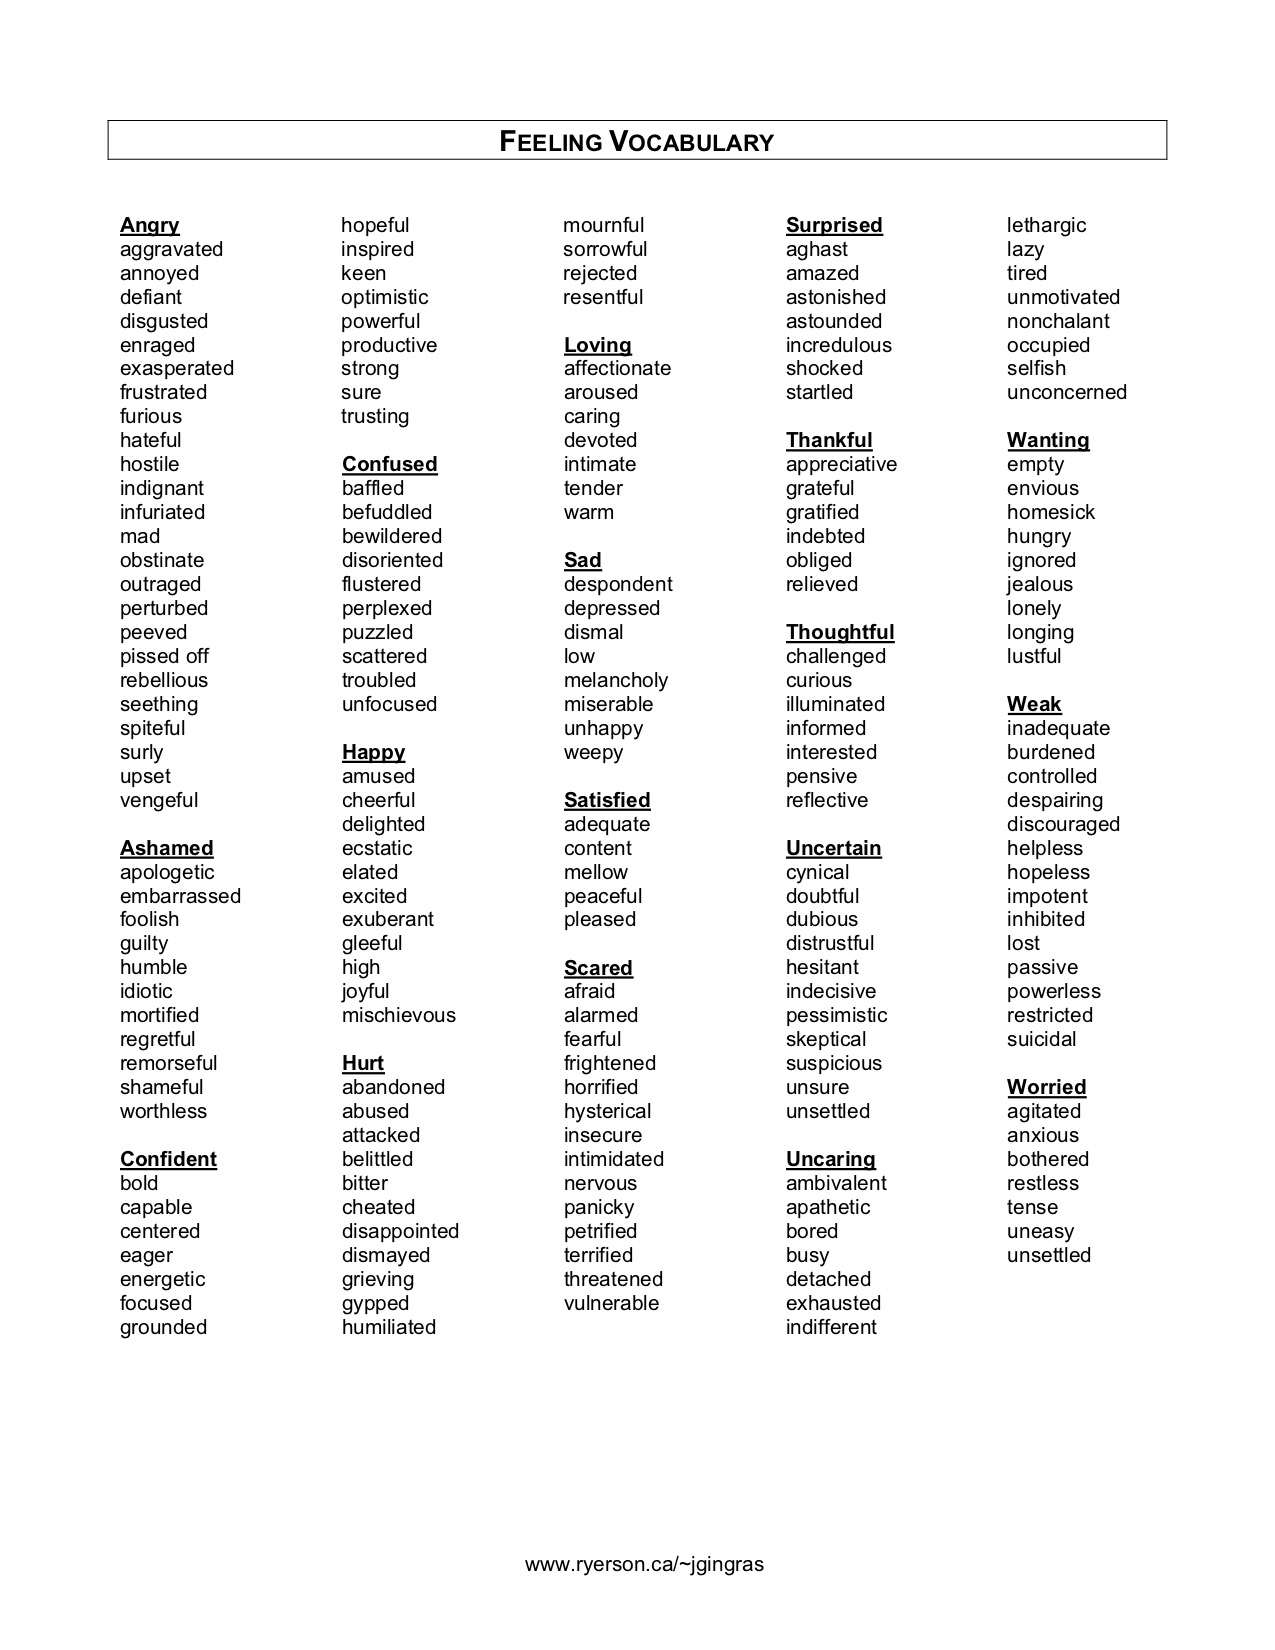 FEELING VOCABULARY
Angry
aggravated
annoyed
defiant
disgusted
enraged
exasperated
frustrated
furious
hateful
hostile
indignant
infuriated
mad
obstinate
outraged
perturbed
peeved
pissed off
rebellious
seething
spiteful
surly
upset
vengeful
Ashamed
apologetic
embarrassed
foolish
guilty
humble
idiotic
mortified
regretful
remorseful
shameful
worthless
Confident
bold
capable
centered
eager
energetic
focused
grounded
hopeful
inspired
keen
optimistic
powerful
productive
strong
sure
trusting
Confused
baffled
befuddled
bewildered
disoriented
flustered
perplexed
puzzled
scattered
troubled
unfocused
Happy
amused
cheerful
delighted
ecstatic
elated
excited
exuberant
gleeful
high
joyful
mischievous
Hurt
abandoned
abused
attacked
belittled
bitter
cheated
disappointed
dismayed
grieving
gypped
humiliated
mournful
sorrowful
rejected
resentful
Loving
affectionate
aroused
caring
devoted
intimate
tender
warm
Sad
despondent
depressed
dismal
low
melancholy
miserable
unhappy
weepy
Satisfied
adequate
content
mellow
peaceful
pleased
Scared
afraid
alarmed
fearful
frightened
horrified
hysterical
insecure
intimidated
nervous
panicky
petrified
terrified
threatened
vulnerable
Surprised
aghast
amazed
astonished
astounded
incredulous
shocked
startled
Thankful
appreciative
grateful
gratified
indebted
obliged
relieved
Thoughtful
challenged
curious
illuminated
informed
interested
pensive
reflective
Uncertain
cynical
doubtful
dubious
distrustful
hesitant
indecisive
pessimistic
skeptical
suspicious
unsure
unsettled
Uncaring
ambivalent
apathetic
bored
busy
detached
exhausted
indifferent
lethargic
lazy
tired
unmotivated
nonchalant
occupied
selfish
unconcerned
Wanting
empty
envious
homesick
hungry
ignored
jealous
lonely
longing
lustful
Weak
inadequate
burdened
controlled
despairing
discouraged
helpless
hopeless
impotent
inhibited
lost
passive
powerless
restricted
suicidal
Worried
agitated
anxious
bothered
restless
tense
uneasy
unsettled
www.ryerson.ca/~jgingras